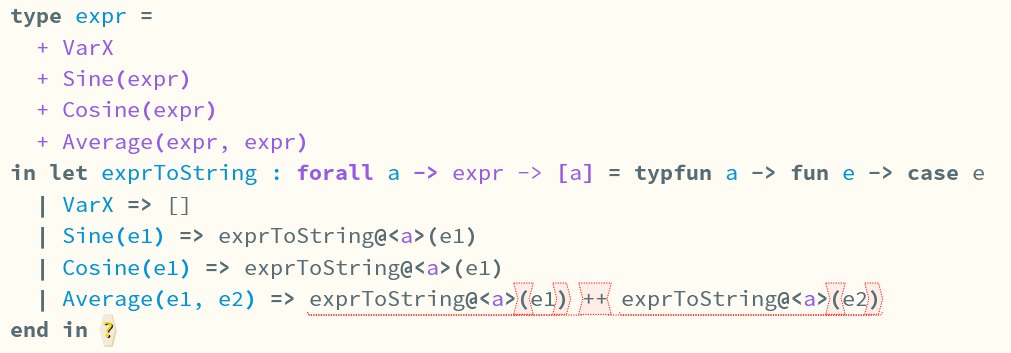 type expr =
  + VarX
  + Sine(expr)
  + Cosine(expr)
  + Average(expr, expr)
in let exprToString : forall a -> expr -> [a] = typfun a -> fun e -> case e
  | VarX => []
  | Sine(e1) => exprToString@<a>(e1)
  | Cosine(e1) => exprToString@<a>(e1)
  | Average(e1, e2) => exprToString@<a>(e1) ++ exprToString@<a>(e2)
end in ?